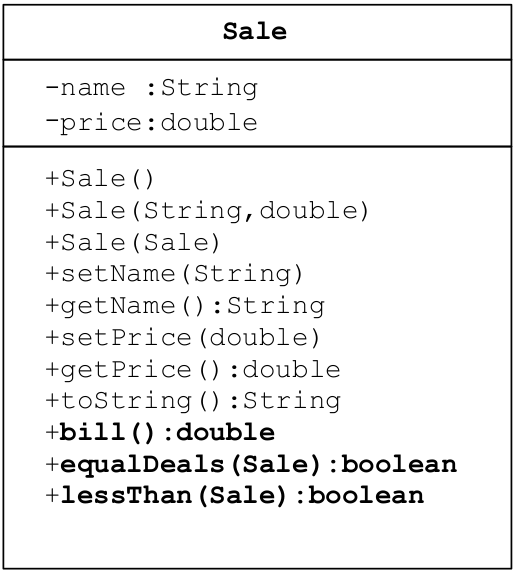 Sale
-name :String
-price:double
+Sale()
+Sale(String,double)
+Sale(Sale)
+setName(String)
+getName():String
+setPrice(double)
+getPrice():double
+toString():String
+bill():double
+equalDeals(Sale):boolean
+lessThan(Sale):boolean